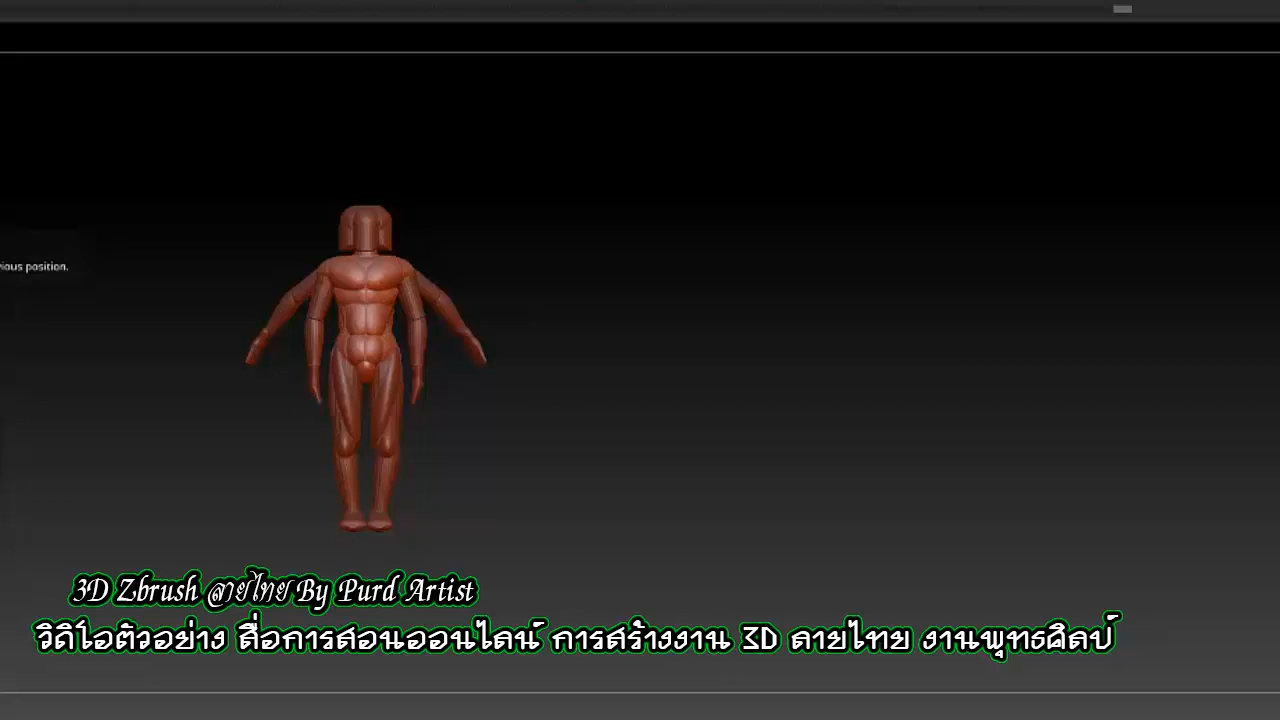 vious position.
3D Zbrush ลายไทย By Purd Artist
วิดีโอตัวอย่าง สื่อการสอนออนไลน์ การสร้างงาน 3D ลายไทย งานพุทธศิลป์